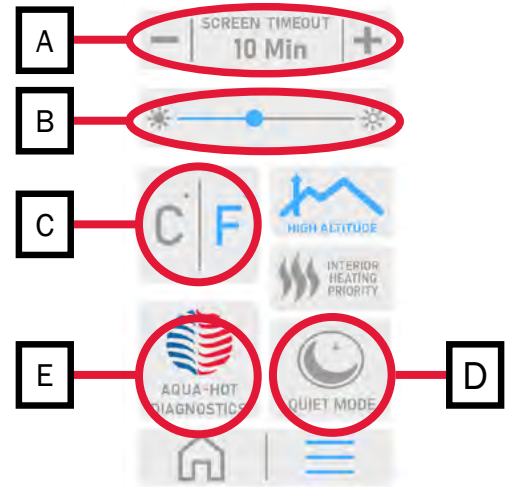 A
SCREEN TIMEOUT
10 Min
B
C
C F
HIGH ALTITUDE
INTERIOR
HEATING
PRIORITY
E
AQUA-HOT
DIAGNOSTICS
QUIET MODE
D